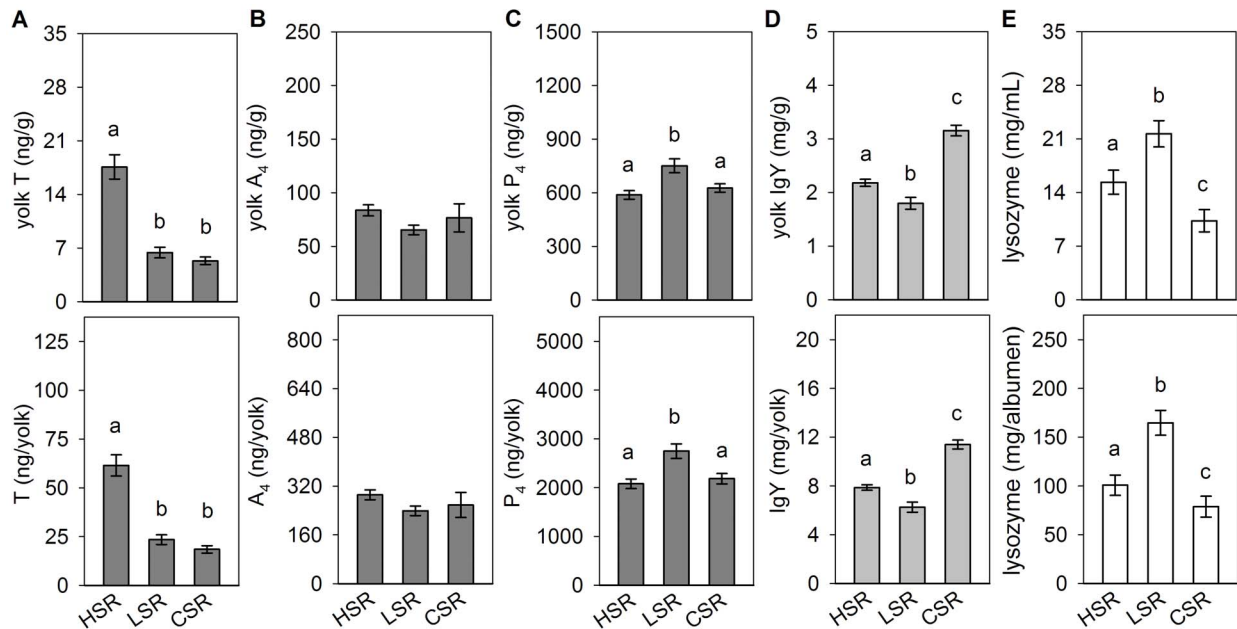 A
B
C
D
E
yolk T (ng/g)
35
28
21
14
7
0
a
b
b
yolk A₄ (ng/g)
250
200
150
100
50
0
yolk P₄ (ng/g)
1500
1200
900
600
300
0
a
b
a
yolk IgY (mg/g)
5
4
3
2
1
0
a
b
c
lysozyme (mg/mL)
35
28
21
14
7
0
a
b
c
T (ng/yolk)
125
100
75
50
25
0
a
b
b
HSR
LSR
CSR
A₄ (ng/yolk)
800
640
480
320
160
0
HSR
LSR
CSR
P₄ (ng/yolk)
5000
4000
3000
2000
1000
0
a
b
a
HSR
LSR
CSR
IgY (mg/yolk)
20
16
12
8
4
0
a
b
c
HSR
LSR
CSR
lysozyme (mg/albumen)
250
200
150
100
50
0
a
b
c
HSR
LSR
CSR